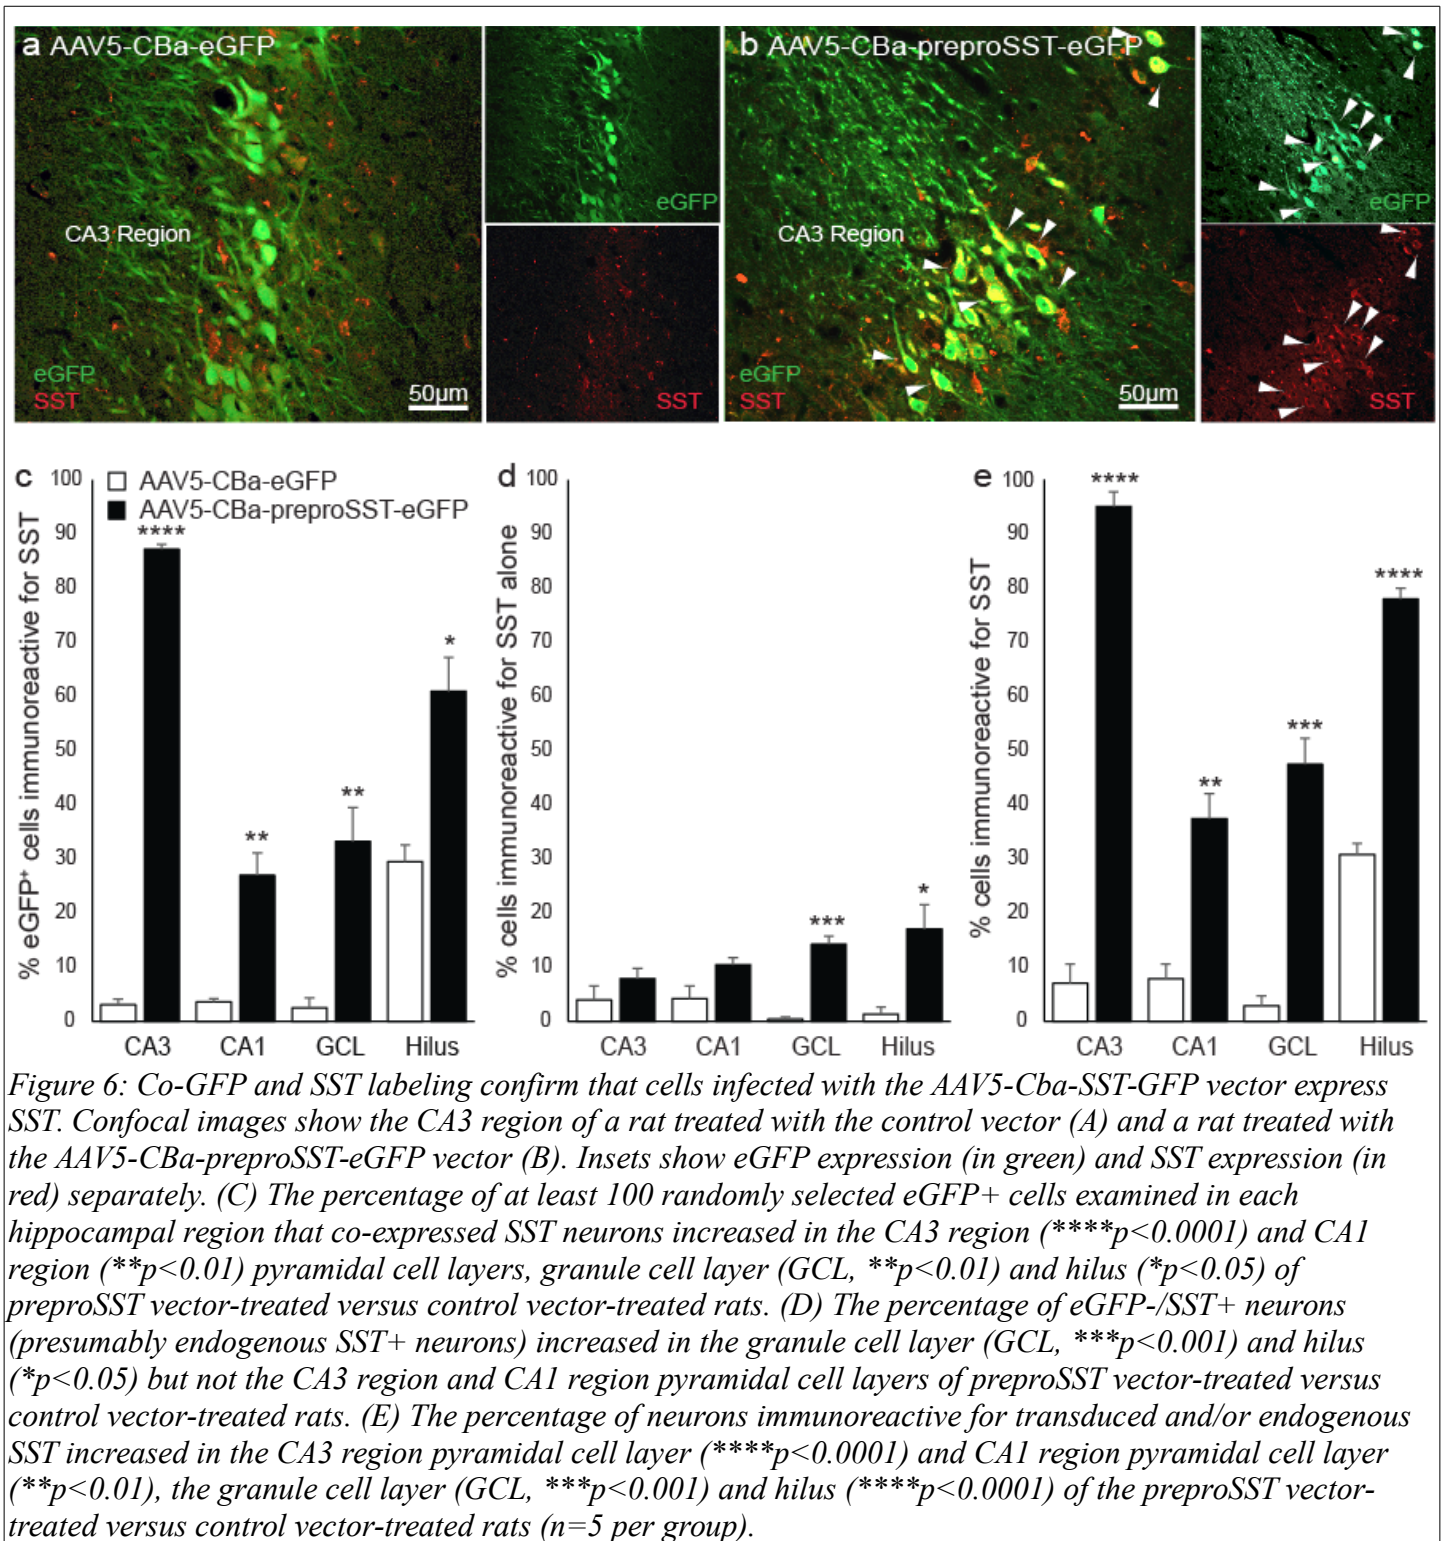 a AAV5-CBa-eGFP
CA3 Region
eGFP
SST
50µm
eGFP
SST
b AAV5-CBa-preproSST-eGFP
CA3 Region
eGFP
SST
50µm
eGFP
SST
c
AAV5-CBa-eGFP
AAV5-CBa-preproSST-eGFP
% eGFP⁺ cells immunoreactive for SST
100
90
80
70
60
50
40
30
20
10
0
****
**
**
*
CA3 CA1 GCL Hilus
d
% cells immunoreactive for SST alone
100
90
80
70
60
50
40
30
20
10
0
***
*
CA3 CA1 GCL Hilus
e
% cells immunoreactive for SST
100
90
80
70
60
50
40
30
20
10
0
****
**
***
****
CA3 CA1 GCL Hilus
Figure 6: Co-GFP and SST labeling confirm that cells infected with the AAV5-Cba-SST-GFP vector express
SST. Confocal images show the CA3 region of a rat treated with the control vector (A) and a rat treated with
the AAV5-CBa-preproSST-eGFP vector (B). Insets show eGFP expression (in green) and SST expression (in
red) separately. (C) The percentage of at least 100 randomly selected eGFP+ cells examined in each
hippocampal region that co-expressed SST neurons increased in the CA3 region (****p<0.0001) and CA1
region (**p<0.01) pyramidal cell layers, granule cell layer (GCL, **p<0.01) and hilus (*p<0.05) of
preproSST vector-treated versus control vector-treated rats. (D) The percentage of eGFP-/SST+ neurons
(presumably endogenous SST+ neurons) increased in the granule cell layer (GCL, ***p<0.001) and hilus
(*p<0.05) but not the CA3 region and CA1 region pyramidal cell layers of preproSST vector-treated versus
control vector-treated rats. (E) The percentage of neurons immunoreactive for transduced and/or endogenous
SST increased in the CA3 region pyramidal cell layer (****p<0.0001) and CA1 region pyramidal cell layer
(**p<0.01), the granule cell layer (GCL, ***p<0.001) and hilus (****p<0.0001) of the preproSST vector-
treated versus control vector-treated rats (n=5 per group).